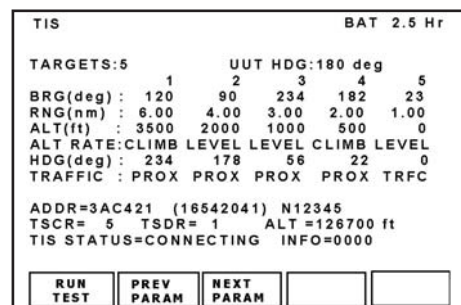 TIS BAT 2.5 Hr
TARGETS:5 UUT HDG:180 deg
1 2 3 4 5
BRG(deg) : 120 90 234 182 23
RNG(nm) : 6.00 4.00 3.00 2.00 1.00
ALT(ft) : 3500 2000 1000 500 0
ALT RATE:CLIMB LEVEL LEVEL CLIMB LEVEL
HDG(deg) : 234 178 56 22 0
TRAFFIC : PROX PROX PROX PROX TRFC
ADDR=3AC421 (16542041) N12345
TSCR= 5 TSDR= 1 ALT =126700 ft
TIS STATUS=CONNECTING INFO=0000
RUN TEST
PREV PARAM
NEXT PARAM